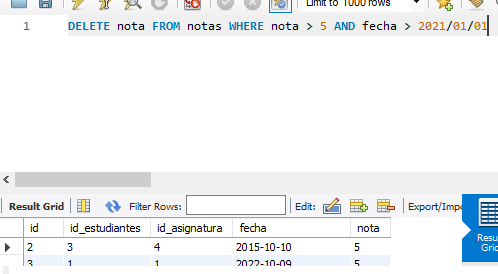 Limit to 1000 rows
1 DELETE nota FROM notas WHERE nota > 5 AND fecha > 2021/01/01
Result Grid Filter Rows: Edit: Export/Impo
id id_estudiantes id_asignatura fecha nota
2 3 4 2015-10-10 5
3 1 1 2022-10-09 5
Resu
Grid